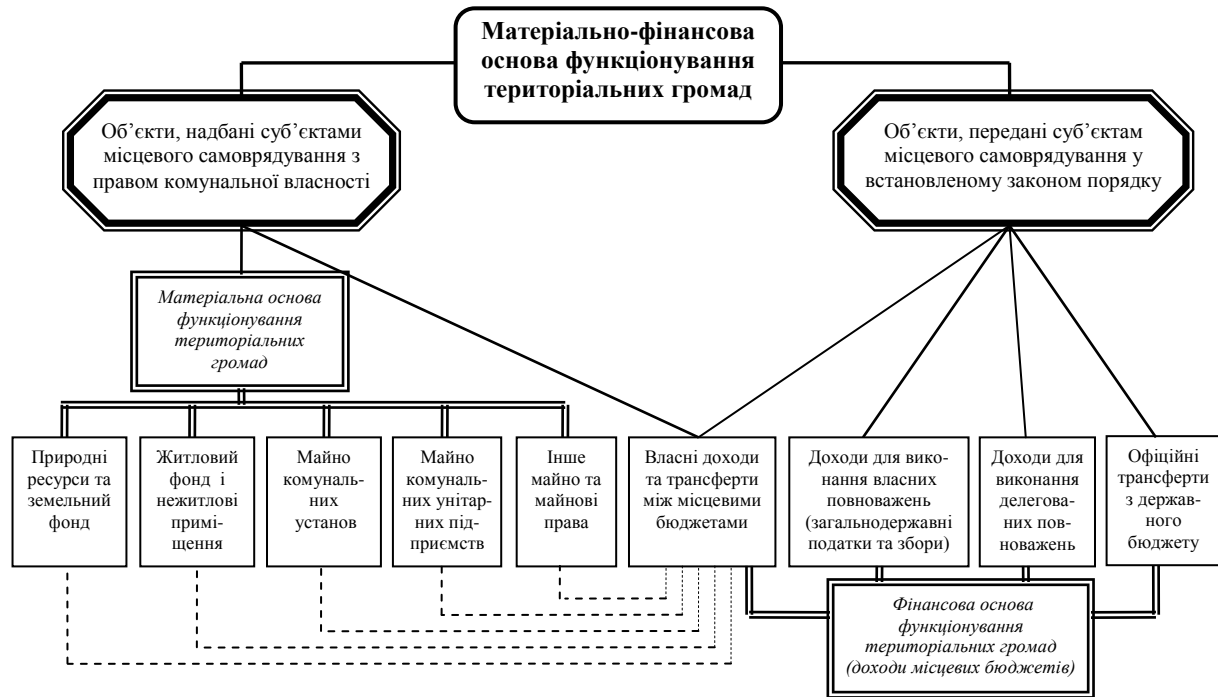 Матеріально-фінансова
основа функціонування
територіальних громад
Об’єкти, надбані суб’єктами
місцевого самоврядування з
правом комунальної власності
Об’єкти, передані суб’єктам
місцевого самоврядування у
встановленому законом порядку
Матеріальна основа
функціонування
територіальних
громад
Природні
ресурси та
земельний
фонд
Житловий
фонд і
нежитлові
примі-
щення
Майно
комуналь-
них
установ
Майно
комуналь-
них унітар-
них під-
приємств
Інше
майно та
майнові
права
Власні доходи
та трансферти
між місцевими
бюджетами
Доходи для вико-
нання власних
повноважень
(загальнодержавні
податки та збори)
Доходи для
виконання
делегова-
них пов-
новажень
Офіційні
трансферти
з держав-
ного
бюджету
Фінансова основа
функціонування
територіальних громад
(доходи місцевих бюджетів)